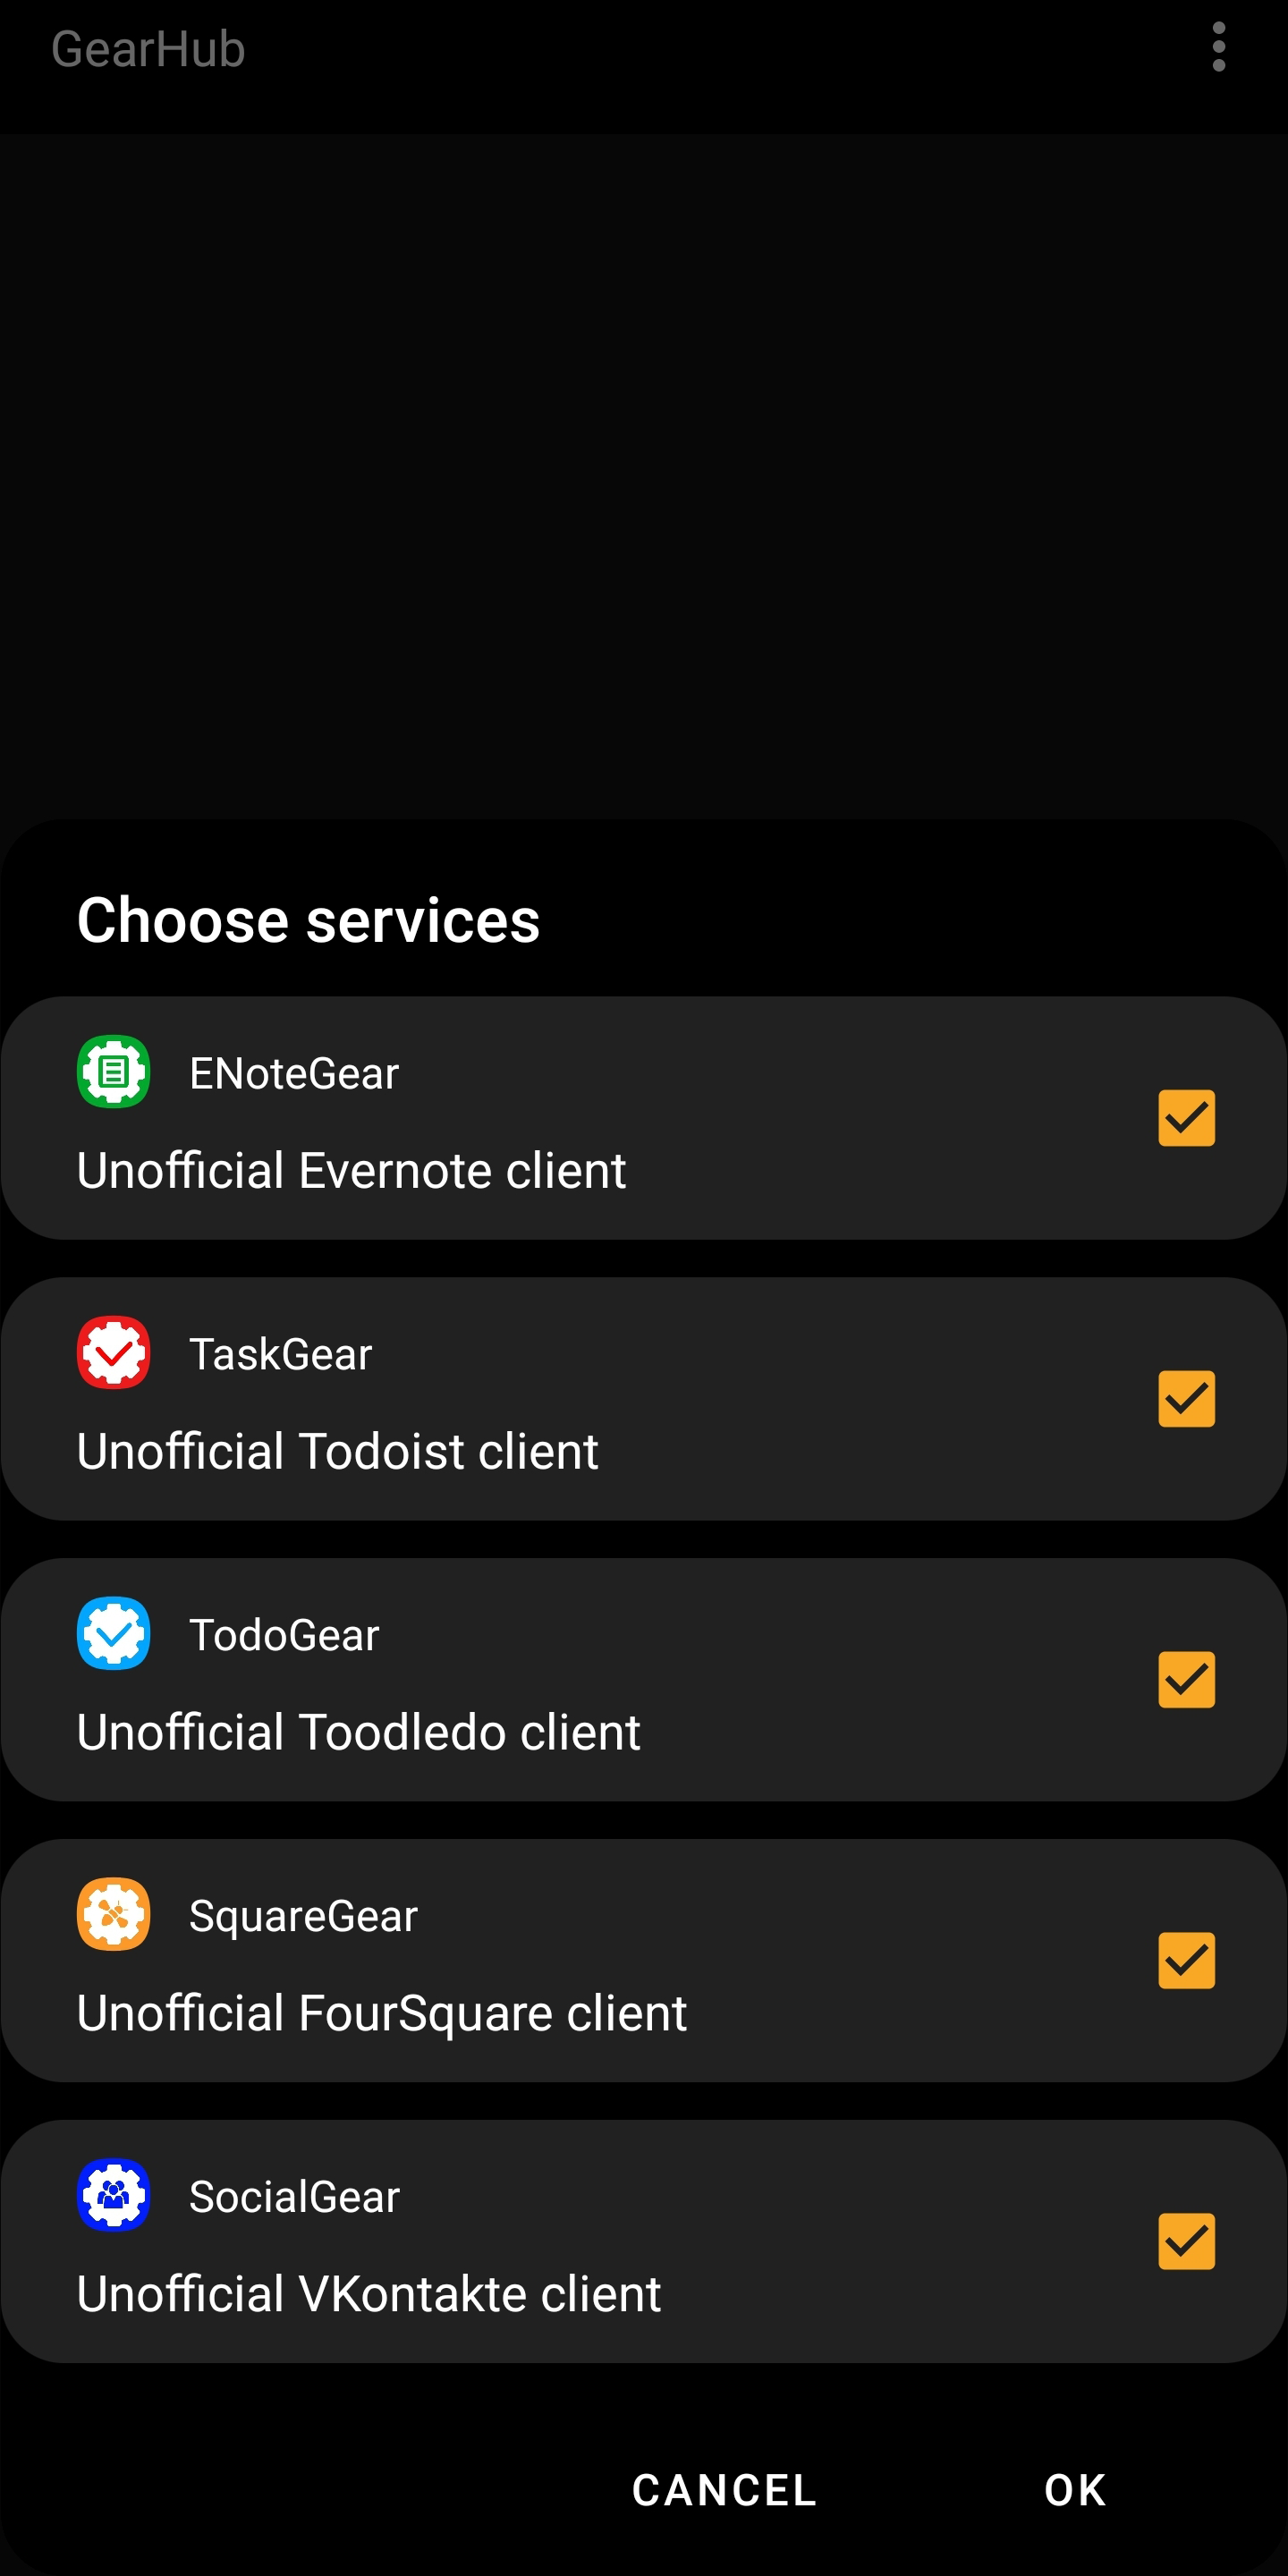 GearHub
Choose services
ENoteGear
Unofficial Evernote client
TaskGear
Unofficial Todoist client
TodoGear
Unofficial Toodledo client
SquareGear
Unofficial FourSquare client
SocialGear
Unofficial VKontakte client
CANCEL OK